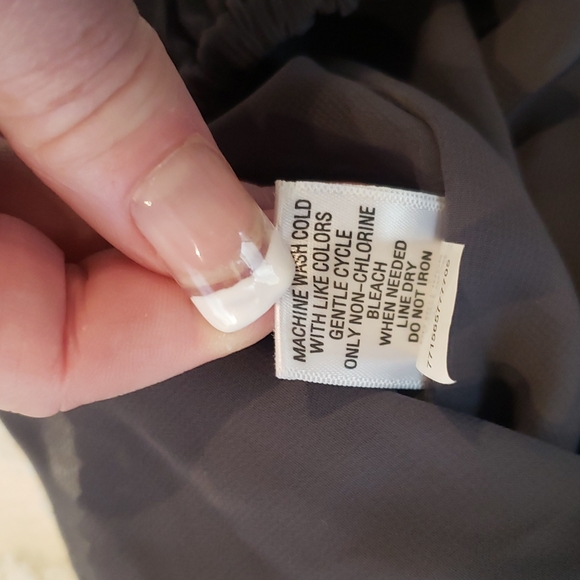 MACHINE WASH COLD
WITH LIKE COLORS
GENTLE CYCLE
ONLY NON-CHLORINE
BLEACH
WHEN NEEDED
LINE DRY
DO NOT IRON